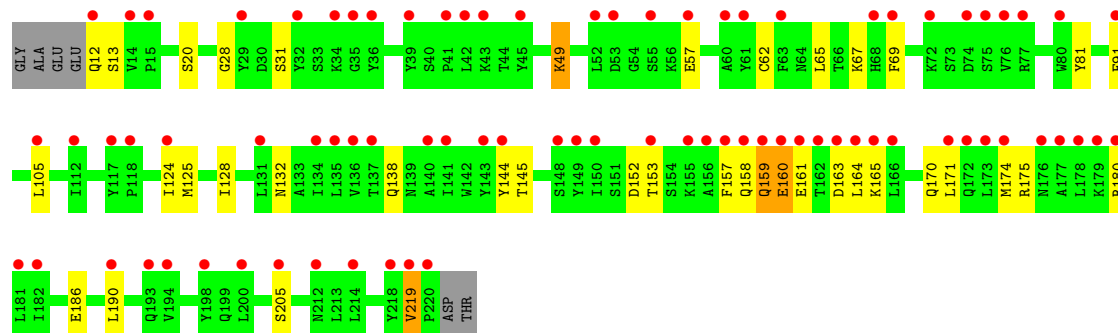 GLY ALA GLU GLU Q12 S13 V14 P15 S20 G28 Y29 D30 S31 Y32 S33 K34 G35 Y36 Y39 S40 P41 L42 K43 T44 Y45 K49 L52 D53 G54 S55 K56 E57 A60 Y61 C62 F63 N64 L65 T66 K67 H68 F69 K72 S73 D74 S75 V76 R77 W80 Y81
L105 I112 Y117 P118 I124 M125 I128 L131 N132 A133 I134 L135 V136 T137 Q138 N139 A140 I141 W142 Y143 Y144 T145 S148 Y149 I150 S151 D152 T153 S154 K155 A156 F157 Q158 Q159 E160 E161 T162 D163 L164 K165 L166 Q170 L171 Q172 L173 M174 R175 N176 A177 L178 K179
L181 I182 E186 L190 Q193 V194 Y198 Q199 L200 S205 N212 L213 L214 Y218 V219 P220 ASP THR